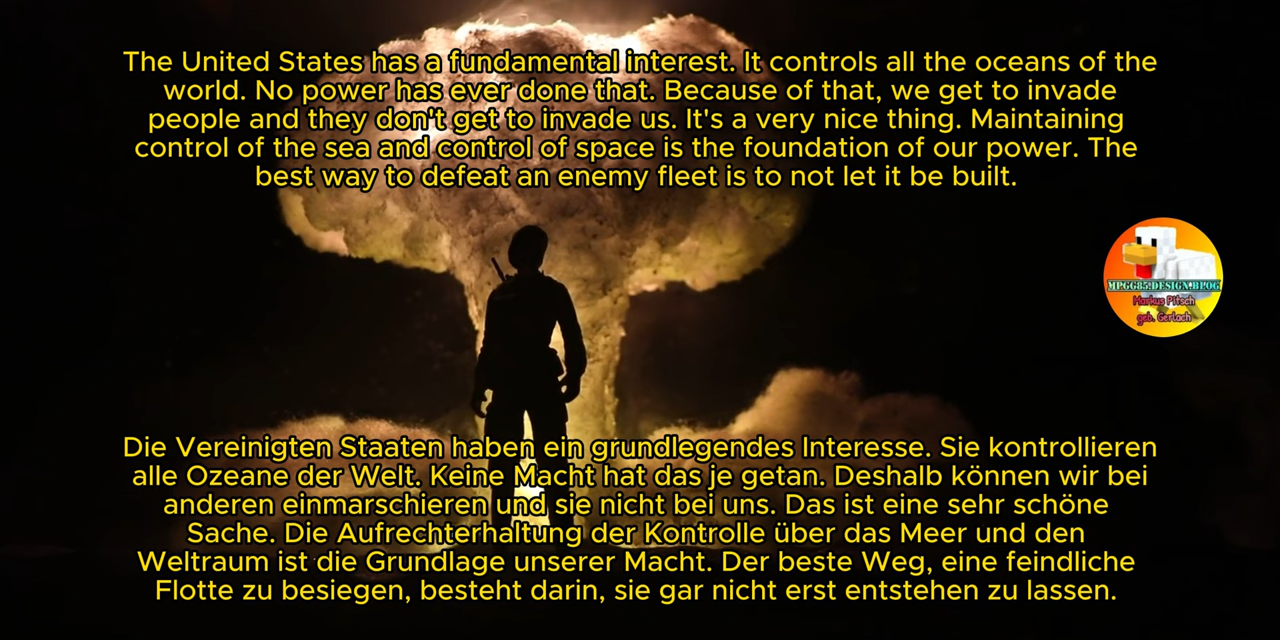 The United States has a fundamental interest. It controls all the oceans of the
world. No power has ever done that. Because of that, we get to invade
people and they don't get to invade us. It's a very nice thing. Maintaining
control of the sea and control of space is the foundation of our power. The
best way to defeat an enemy fleet is to not let it be built.
MPGG85.DESIGN.BLOG
Markus Pitsch
geb. Gerlach
Die Vereinigten Staaten haben ein grundlegendes Interesse. Sie kontrollieren
alle Ozeane der Welt. Keine Macht hat das je getan. Deshalb können wir bei
anderen einmarschieren und sie nicht bei uns. Das ist eine sehr schöne
Sache. Die Aufrechterhaltung der Kontrolle über das Meer und den
Weltraum ist die Grundlage unserer Macht. Der beste Weg, eine feindliche
Flotte zu besiegen, besteht darin, sie gar nicht erst entstehen zu lassen.